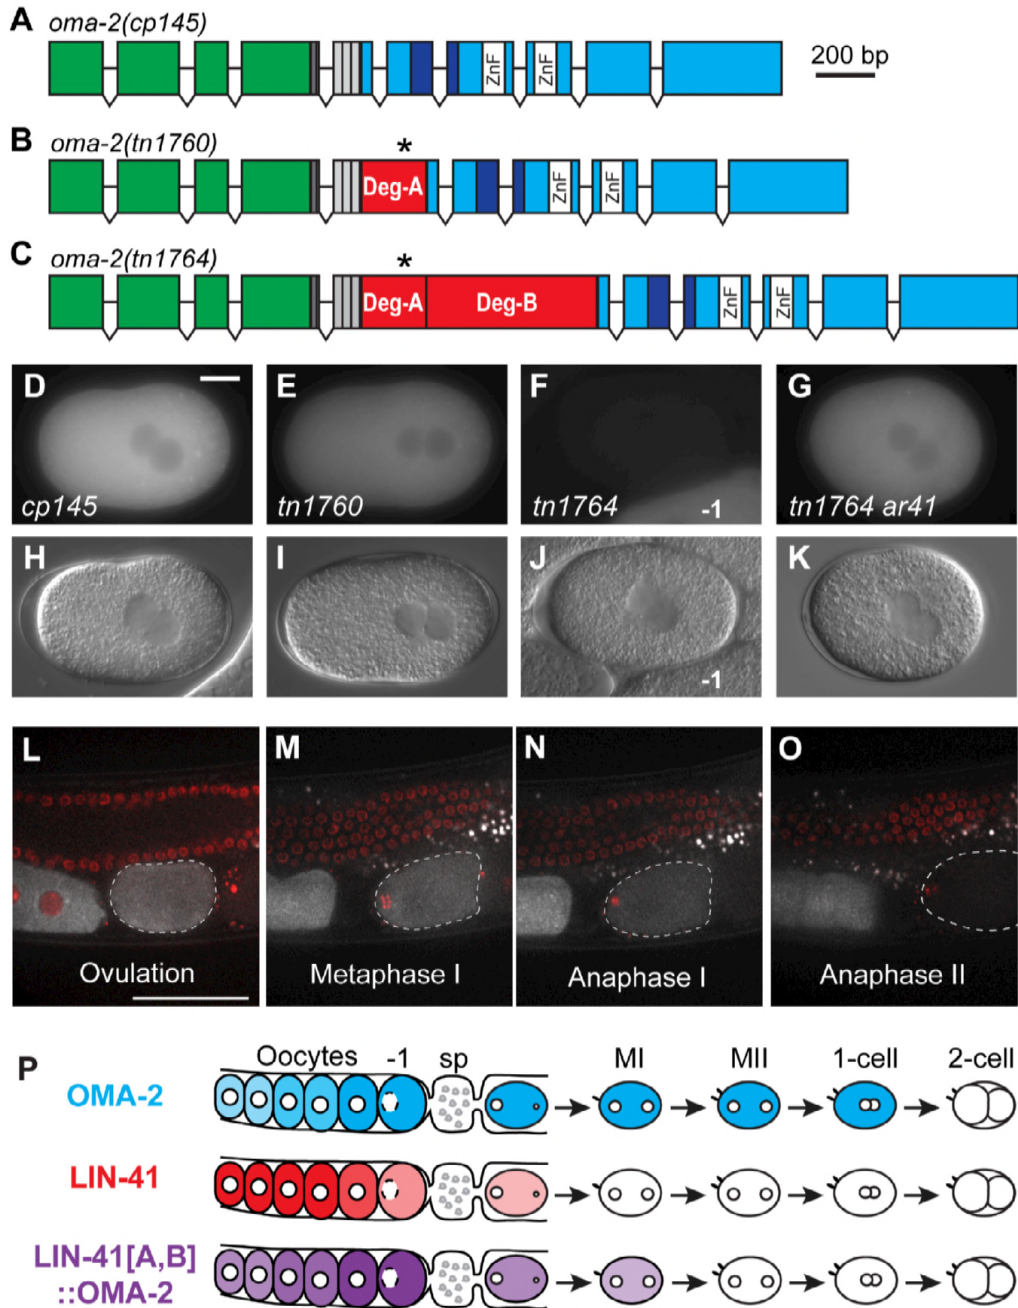 A oma-2(cp145)
200 bp
ZnF ZnF
B oma-2(tn1760)
*
Deg-A ZnF ZnF
C oma-2(tn1764)
*
Deg-A Deg-B ZnF ZnF
D E F G
cp145 tn1760 tn1764 -1 tn1764 ar41
H I J K
-1
L M N O
Ovulation Metaphase I Anaphase I Anaphase II
P Oocytes -1 sp MI MII 1-cell 2-cell
OMA-2
LIN-41
LIN-41[A,B]
::OMA-2